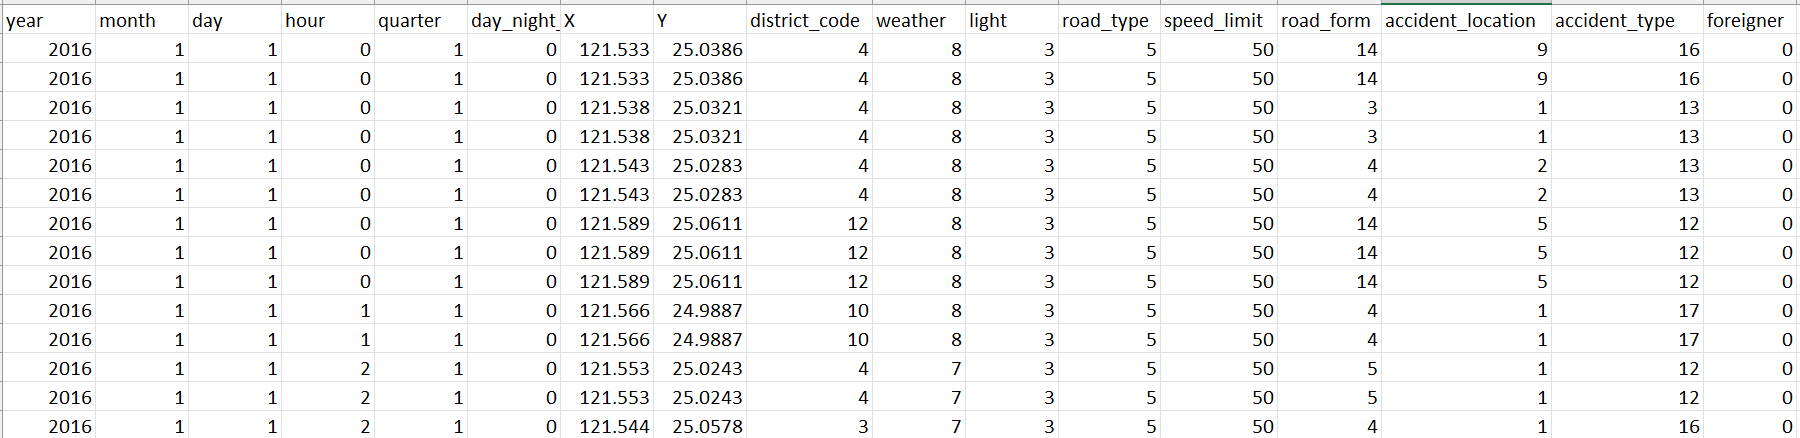 year month day hour quarter day_night_ X Y district_code weather light road_type speed_limit road_form accident_location accident_type foreigner
2016 1 1 0 1 0 121.533 25.0386 4 8 3 5 50 14 9 16 0
2016 1 1 0 1 0 121.533 25.0386 4 8 3 5 50 14 9 16 0
2016 1 1 0 1 0 121.538 25.0321 4 8 3 5 50 3 1 13 0
2016 1 1 0 1 0 121.538 25.0321 4 8 3 5 50 3 1 13 0
2016 1 1 0 1 0 121.543 25.0283 4 8 3 5 50 4 2 13 0
2016 1 1 0 1 0 121.543 25.0283 4 8 3 5 50 4 2 13 0
2016 1 1 0 1 0 121.589 25.0611 12 8 3 5 50 14 5 12 0
2016 1 1 0 1 0 121.589 25.0611 12 8 3 5 50 14 5 12 0
2016 1 1 0 1 0 121.589 25.0611 12 8 3 5 50 14 5 12 0
2016 1 1 1 1 0 121.566 24.9887 10 8 3 5 50 4 1 17 0
2016 1 1 1 1 0 121.566 24.9887 10 8 3 5 50 4 1 17 0
2016 1 1 2 1 0 121.553 25.0243 4 7 3 5 50 5 1 12 0
2016 1 1 2 1 0 121.553 25.0243 4 7 3 5 50 5 1 12 0
2016 1 1 2 1 0 121.544 25.0578 3 7 3 5 50 4 1 16 0